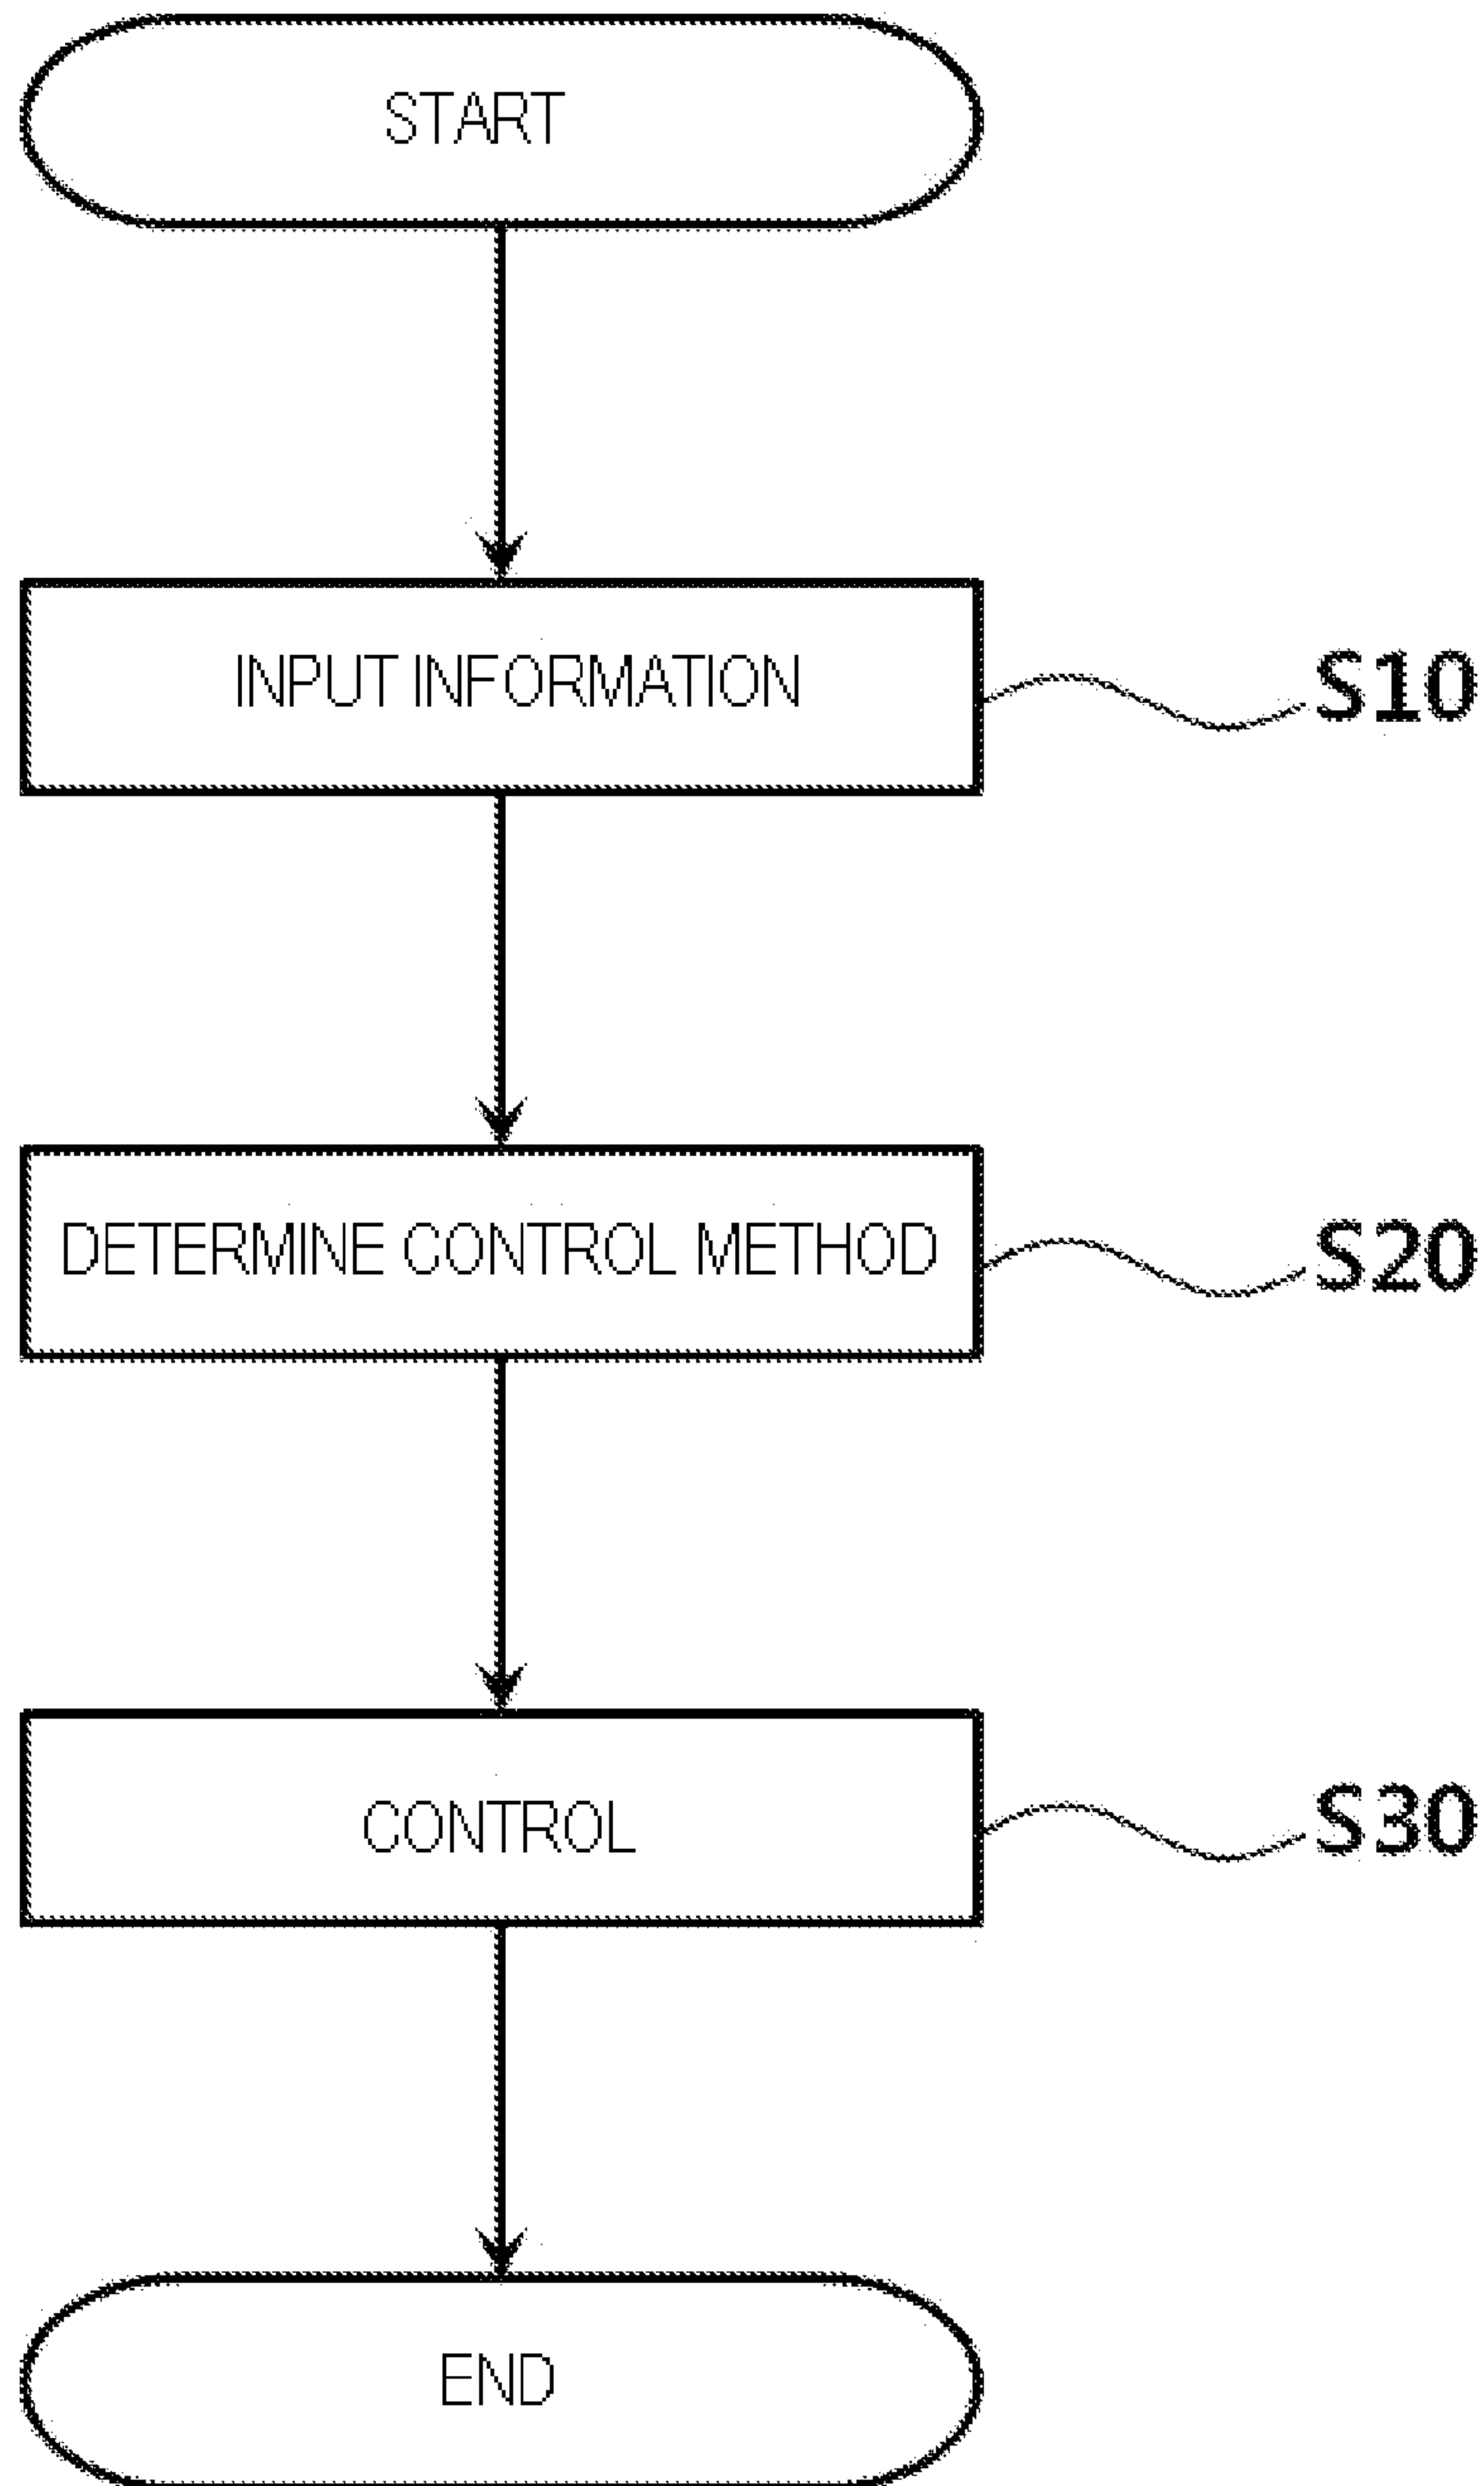 START
INPUT INFORMATION
S10
DETERMINE CONTROL METHOD
S20
CONTROL
S30
END